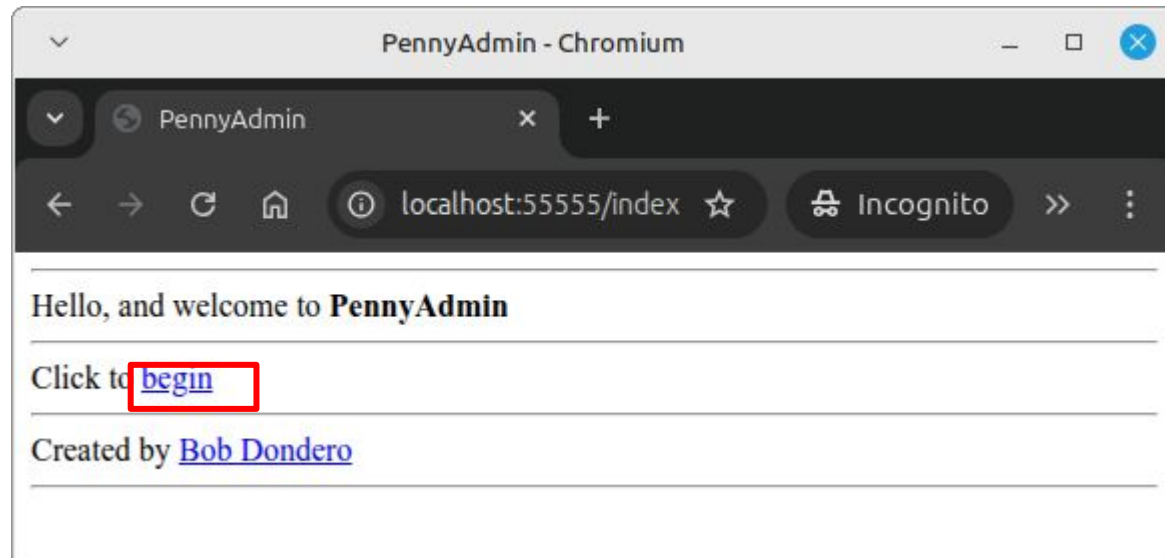 PennyAdmin - Chromium
PennyAdmin
localhost:55555/index
Incognito
Hello, and welcome to PennyAdmin
Click to begin
Created by Bob Dondero